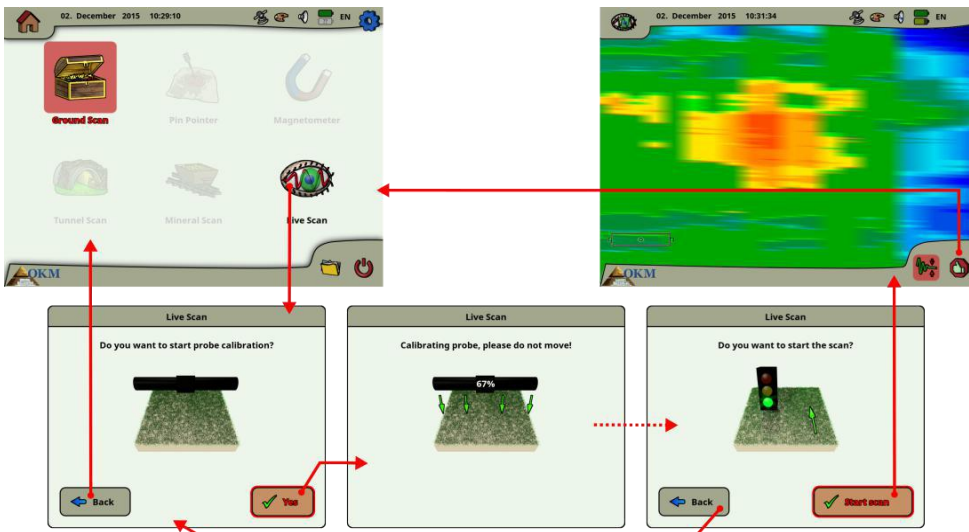 02. December 2015 10:29:10 EN
Ground Scan
Pin Pointer
Magnetometer
Tunnel Scan
Mineral Scan
Live Scan
OKM
02. December 2015 10:31:34 EN
OKM
Live Scan
Do you want to start probe calibration?
Back
Yes
Live Scan
Calibrating probe, please do not move!
67%
Live Scan
Do you want to start the scan?
Back
Start scan